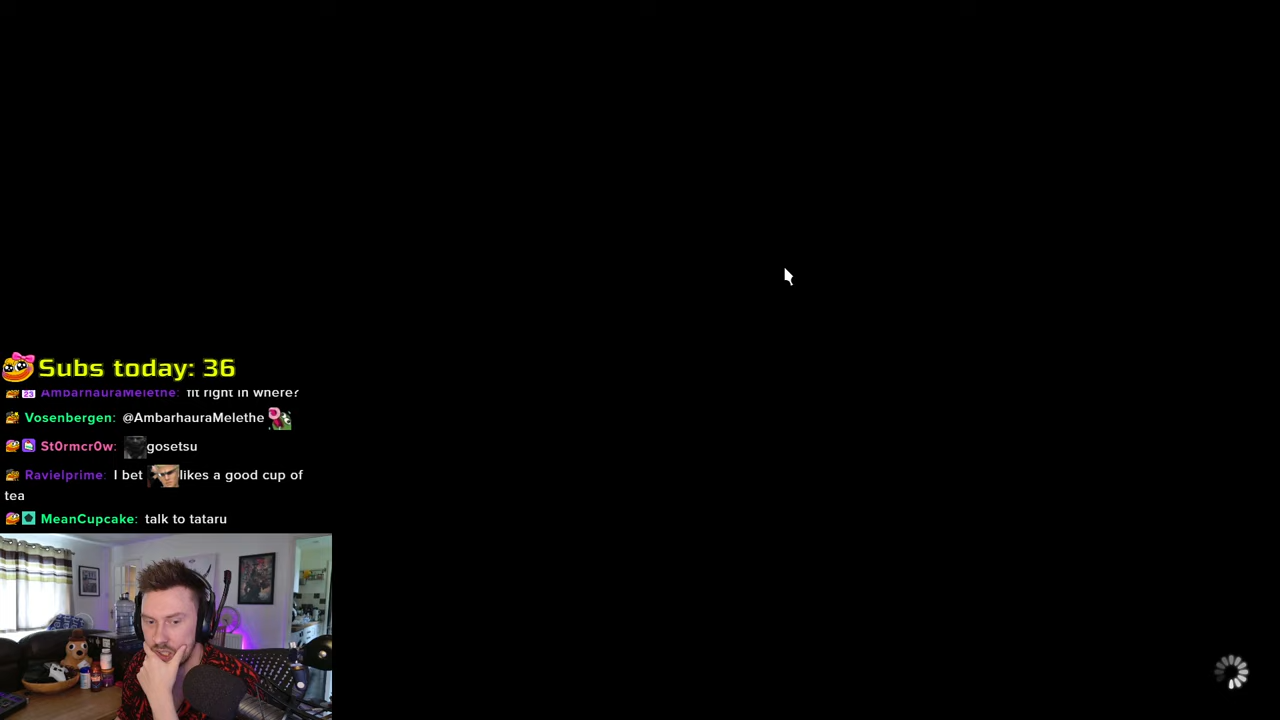 Subs today: 36
AmbarhauraMelethe: fit right in where?
Vosenbergen: @AmbarhauraMelethe
St0rmcr0w: gosetsu
Ravielprime: I bet likes a good cup of
tea
MeanCupcake: talk to tataru